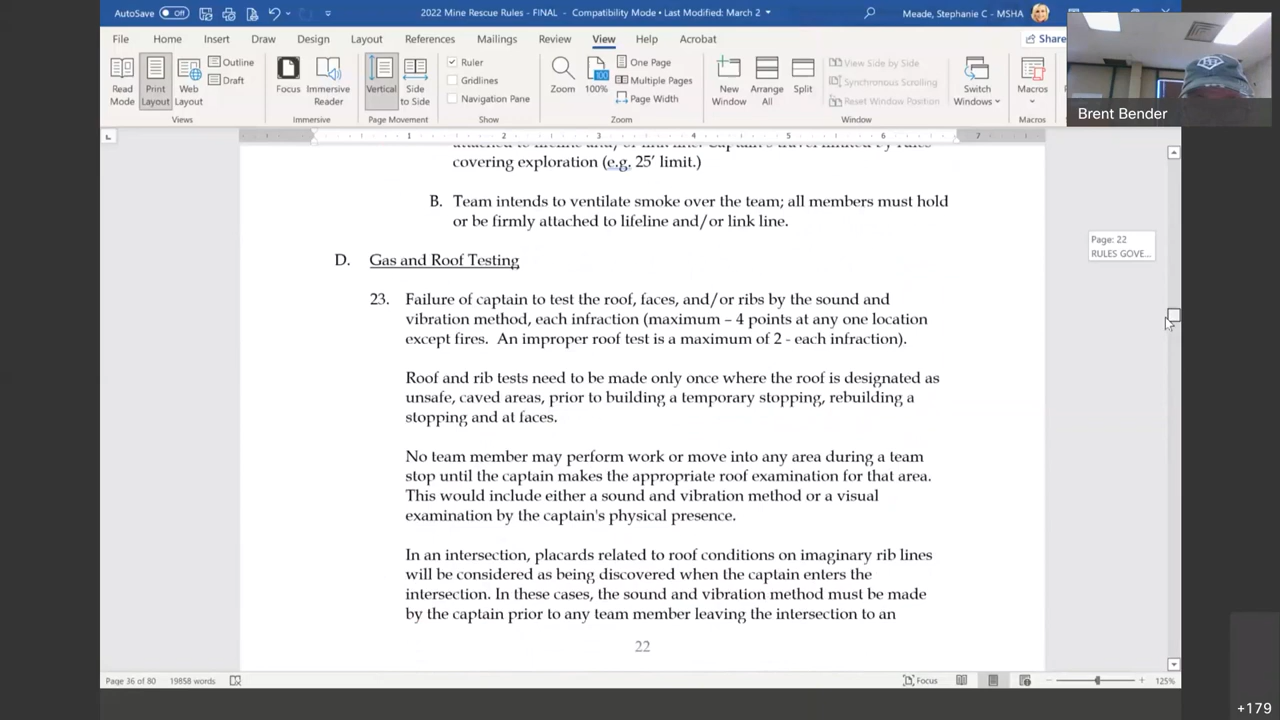 AutoSave Off 2022 Mine Rescue Rules - FINAL - Compatibility Mode • Last Modified: March 2 Meade, Stephanie C - MSHA
File Home Insert Draw Design Layout References Mailings Review View Help Acrobat Share
Read Mode Print Layout Web Layout Outline Draft Views
Focus Immersive Reader Immersive
Vertical Side to Side Page Movement
Ruler Gridlines Navigation Pane Show
Zoom 100% One Page Multiple Pages Page Width Zoom
New Window Arrange All Split View Side by Side Synchronous Scrolling Reset Window Position Switch Windows Window
Macros Macros
Brent Bender
1 2 3 4 5 6 7
covering exploration (e.g. 25' limit.)
B. Team intends to ventilate smoke over the team; all members must hold
or be firmly attached to lifeline and/or link line.
Page: 22
RULES GOVE...
D. Gas and Roof Testing
23. Failure of captain to test the roof, faces, and/or ribs by the sound and
vibration method, each infraction (maximum – 4 points at any one location
except fires. An improper roof test is a maximum of 2 - each infraction).
Roof and rib tests need to be made only once where the roof is designated as
unsafe, caved areas, prior to building a temporary stopping, rebuilding a
stopping and at faces.
No team member may perform work or move into any area during a team
stop until the captain makes the appropriate roof examination for that area.
This would include either a sound and vibration method or a visual
examination by the captain's physical presence.
In an intersection, placards related to roof conditions on imaginary rib lines
will be considered as being discovered when the captain enters the
intersection. In these cases, the sound and vibration method must be made
by the captain prior to any team member leaving the intersection to an
22
Page 36 of 80 19858 words Focus 125%
+179